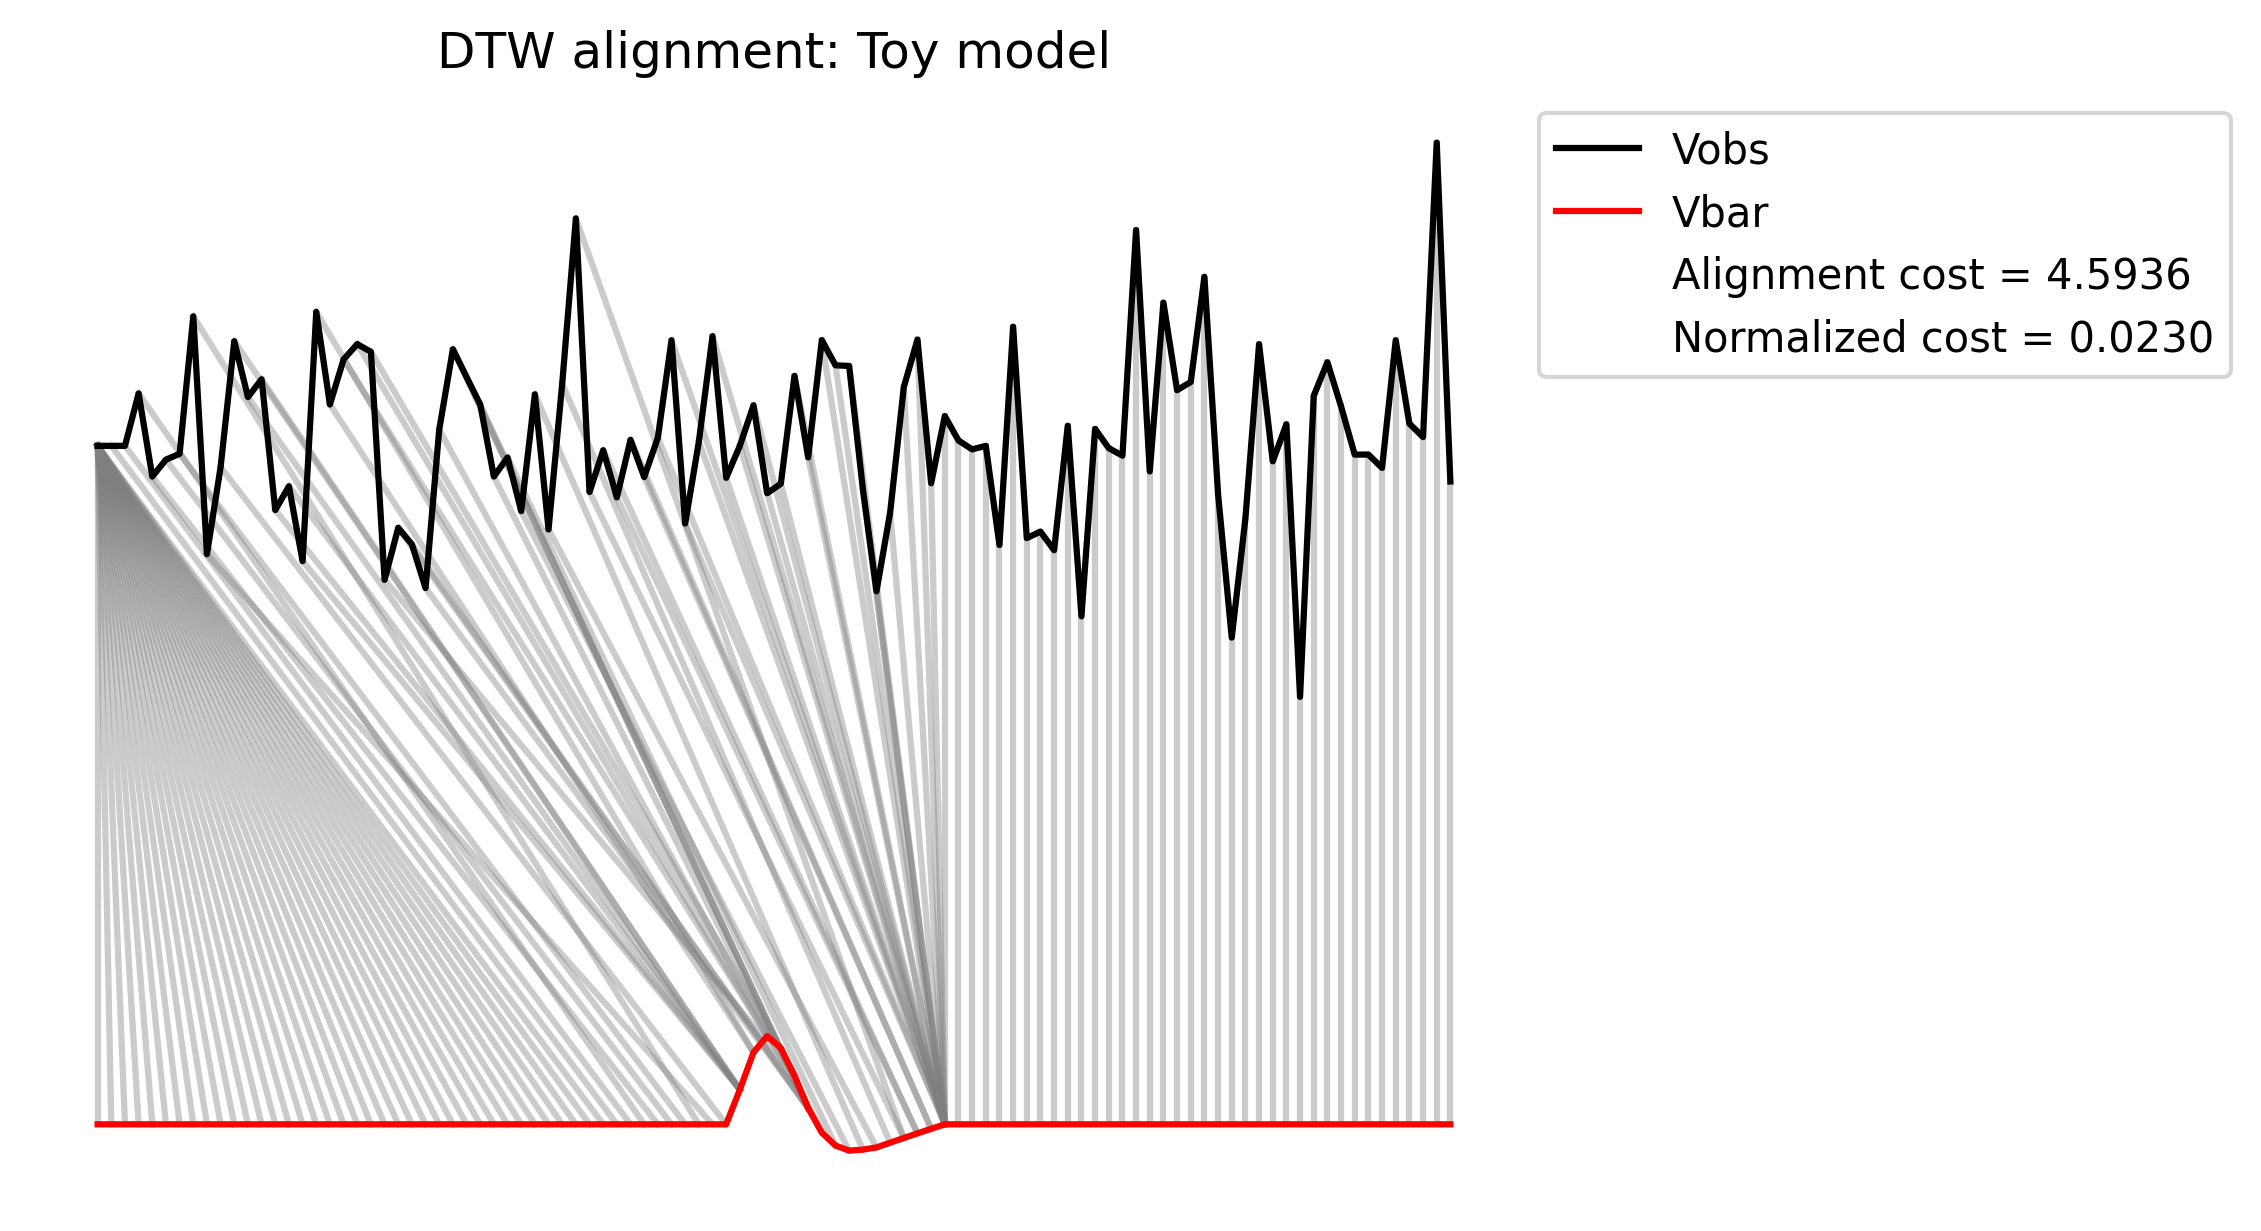 DTW alignment: Toy model
Vobs
Vbar
Alignment cost = 4.5936
Normalized cost = 0.0230